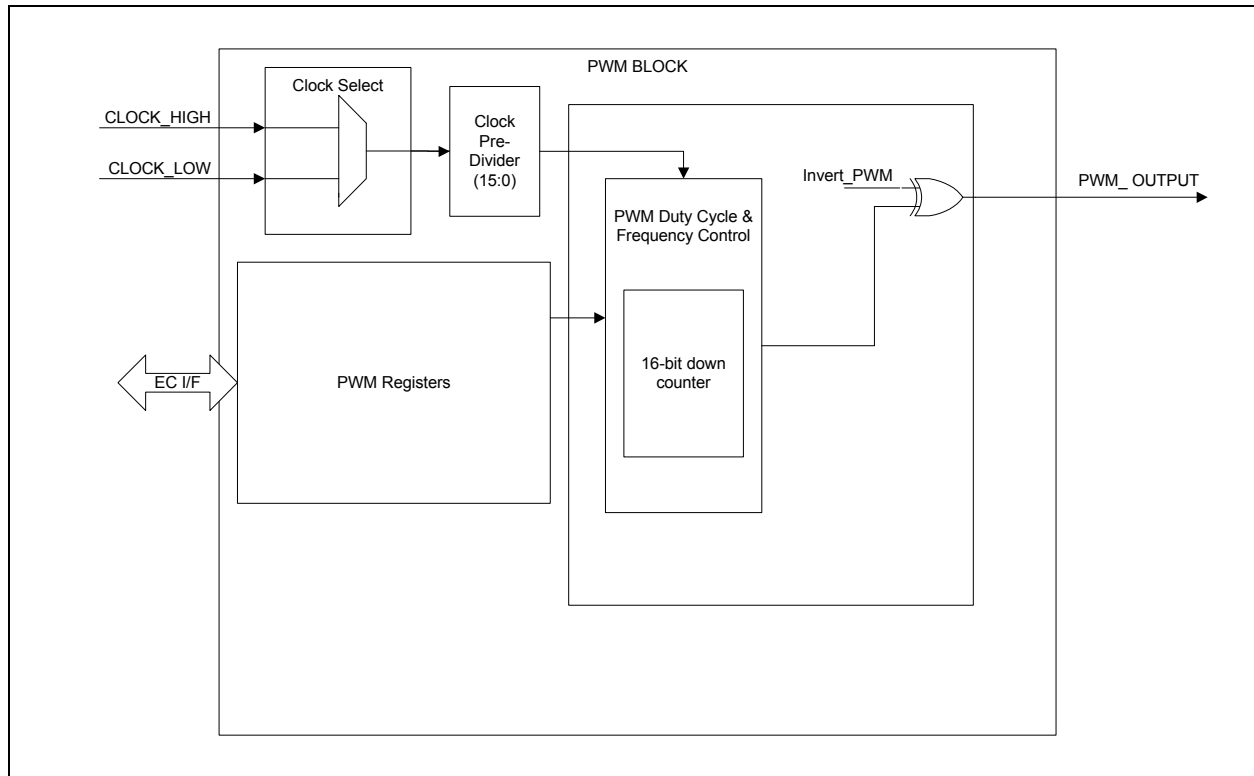 PWM BLOCK
Clock Select
CLOCK_HIGH
CLOCK_LOW
Clock
Pre-
Divider
(15:0)
Invert_PWM
PWM_ OUTPUT
PWM Duty Cycle &
Frequency Control
16-bit down
counter
EC I/F
PWM Registers